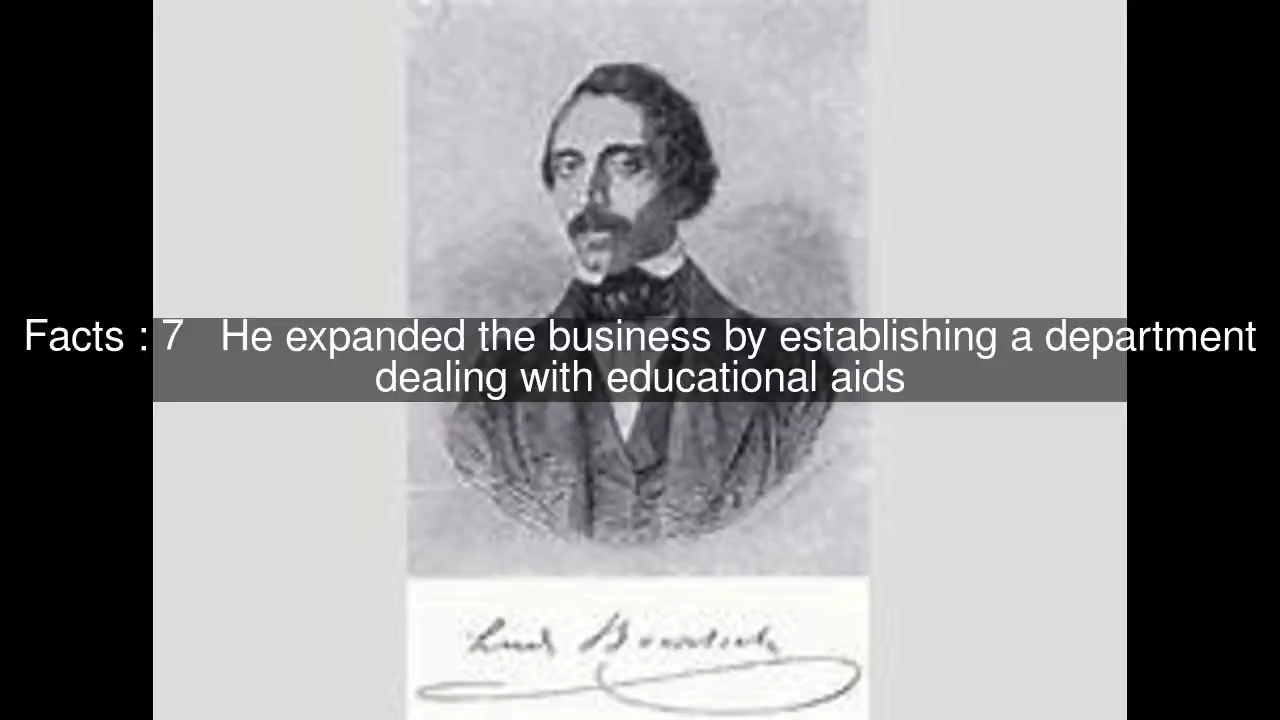 Facts : 7 He expanded the business by establishing a department
dealing with educational aids